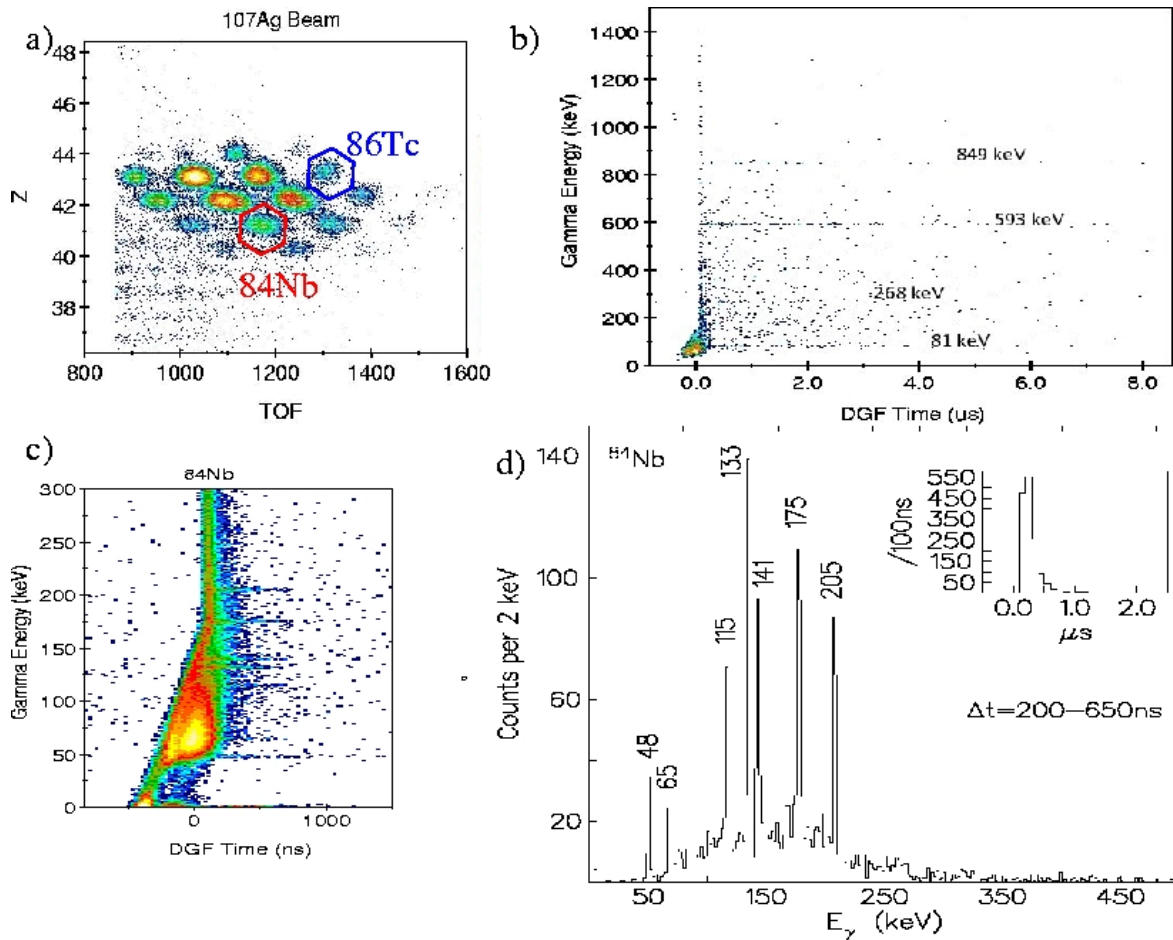 107Ag Beam
a)
48
46
44
42
40
38
Z
86Tc
84Nb
800
1000
1200
1400
1600
TOF
b)
1400
1200
1000
800
600
400
200
0
Gamma Energy (keV)
849 keV
593 keV
268 keV
81 keV
0.0
2.0
4.0
6.0
8.0
DGF Time (us)
c)
84Nb
300
250
200
150
100
50
0
Gamma Energy (keV)
0
1000
DGF Time (ns)
d)
84Nb
140
100
60
20
Counts per 2 keV
48
65
115
133
141
175
205
550
450
350
250
150
50
/100ns
0.0
1.0
2.0
μs
Δt=200−650ns
50
150
250
350
450
Eγ (keV)